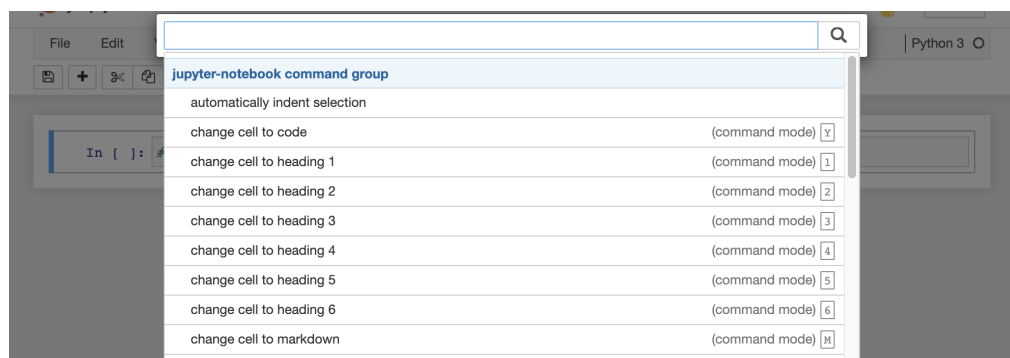 File Edit
Python 3
jupyter-notebook command group
automatically indent selection
In [ ]: #
change cell to code (command mode) Y
change cell to heading 1 (command mode) 1
change cell to heading 2 (command mode) 2
change cell to heading 3 (command mode) 3
change cell to heading 4 (command mode) 4
change cell to heading 5 (command mode) 5
change cell to heading 6 (command mode) 6
change cell to markdown (command mode) M